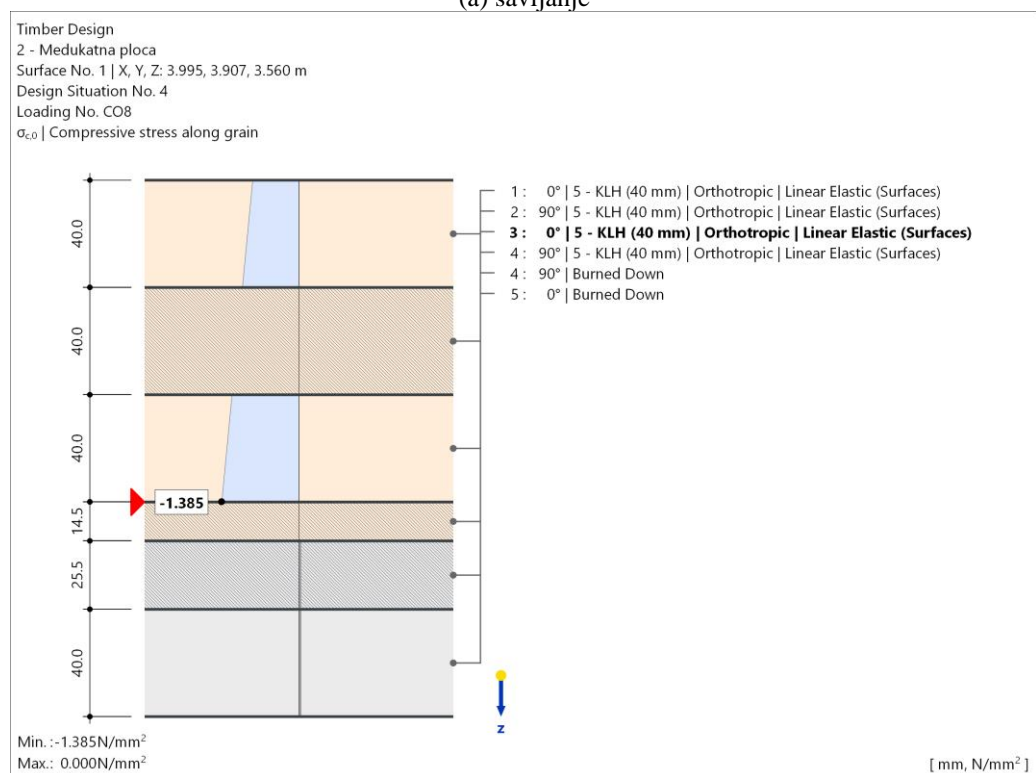 (a) savijanje
Timber Design
2 - Medukatna ploca
Surface No. 1 | X, Y, Z: 3.995, 3.907, 3.560 m
Design Situation No. 4
Loading No. CO8
σc,0 | Compressive stress along grain
1 : 0° | 5 - KLH (40 mm) | Orthotropic | Linear Elastic (Surfaces)
2 : 90° | 5 - KLH (40 mm) | Orthotropic | Linear Elastic (Surfaces)
3 : 0° | 5 - KLH (40 mm) | Orthotropic | Linear Elastic (Surfaces)
4 : 90° | 5 - KLH (40 mm) | Orthotropic | Linear Elastic (Surfaces)
4 : 90° | Burned Down
5 : 0° | Burned Down
40.0
40.0
40.0
-1.385
14.5
25.5
40.0
z
Min. :-1.385N/mm²
Max.: 0.000N/mm²
[ mm, N/mm² ]